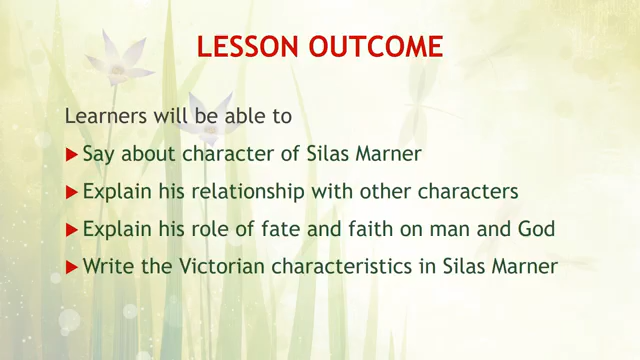 LESSON OUTCOME
Learners will be able to
Say about character of Silas Marner
Explain his relationship with other characters
Explain his role of fate and faith on man and God
Write the Victorian characteristics in Silas Marner